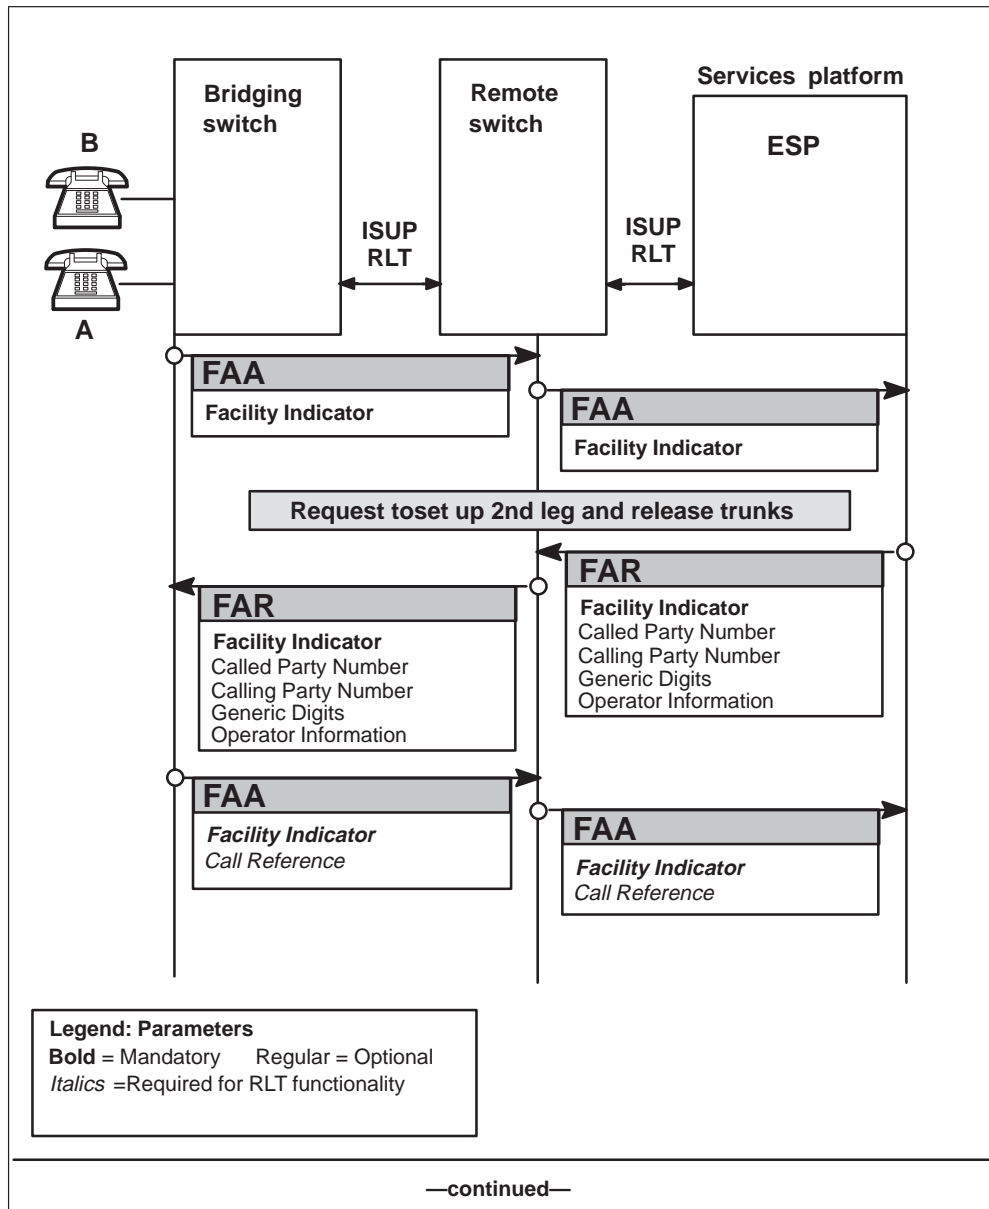 Bridging
switch
Remote
switch
Services platform
ESP
B
A
ISUP
RLT
ISUP
RLT
FAA
Facility Indicator
FAA
Facility Indicator
Request toset up 2nd leg and release trunks
FAR
Facility Indicator
Called Party Number
Calling Party Number
Generic Digits
Operator Information
FAR
Facility Indicator
Called Party Number
Calling Party Number
Generic Digits
Operator Information
FAA
Facility Indicator
Call Reference
FAA
Facility Indicator
Call Reference
Legend: Parameters
Bold = Mandatory Regular = Optional
Italics =Required for RLT functionality
—continued—